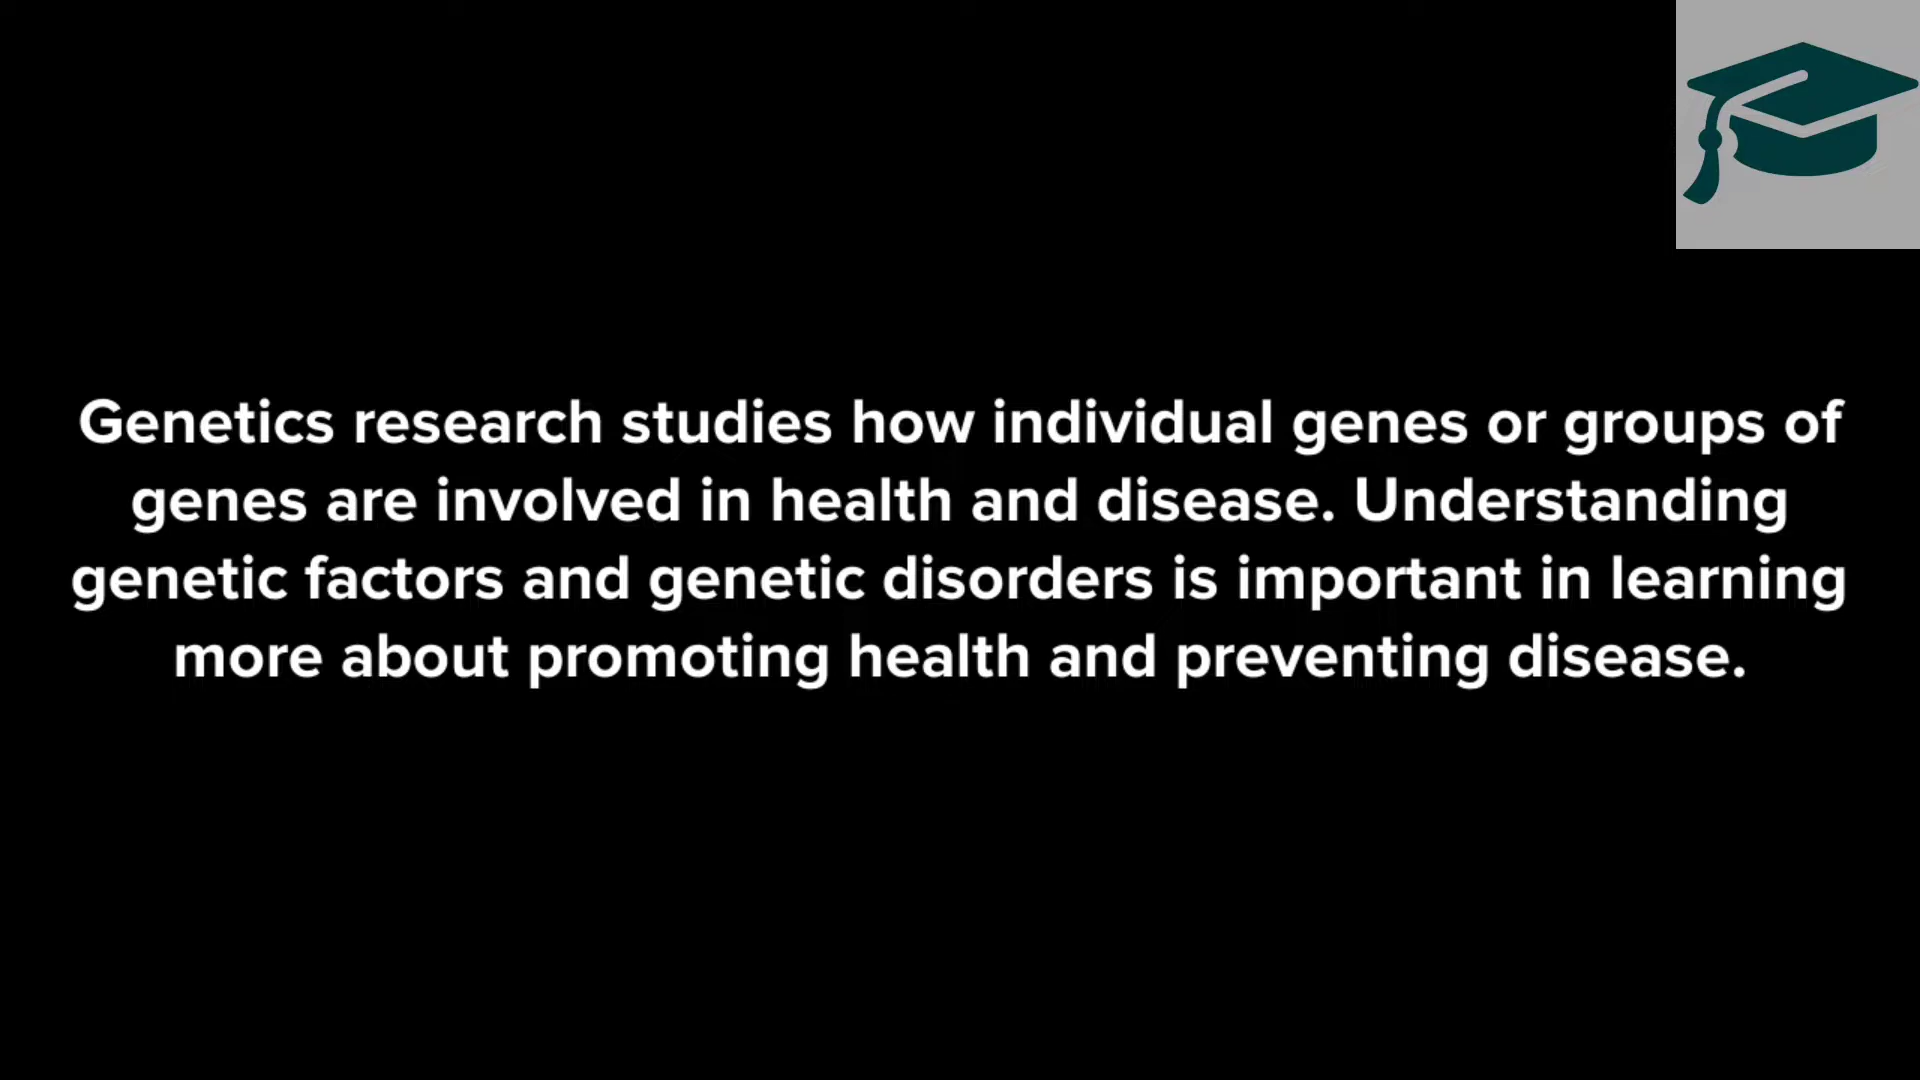 Genetics research studies how individual genes or groups of
genes are involved in health and disease. Understanding
genetic factors and genetic disorders is important in learning
more about promoting health and preventing disease.